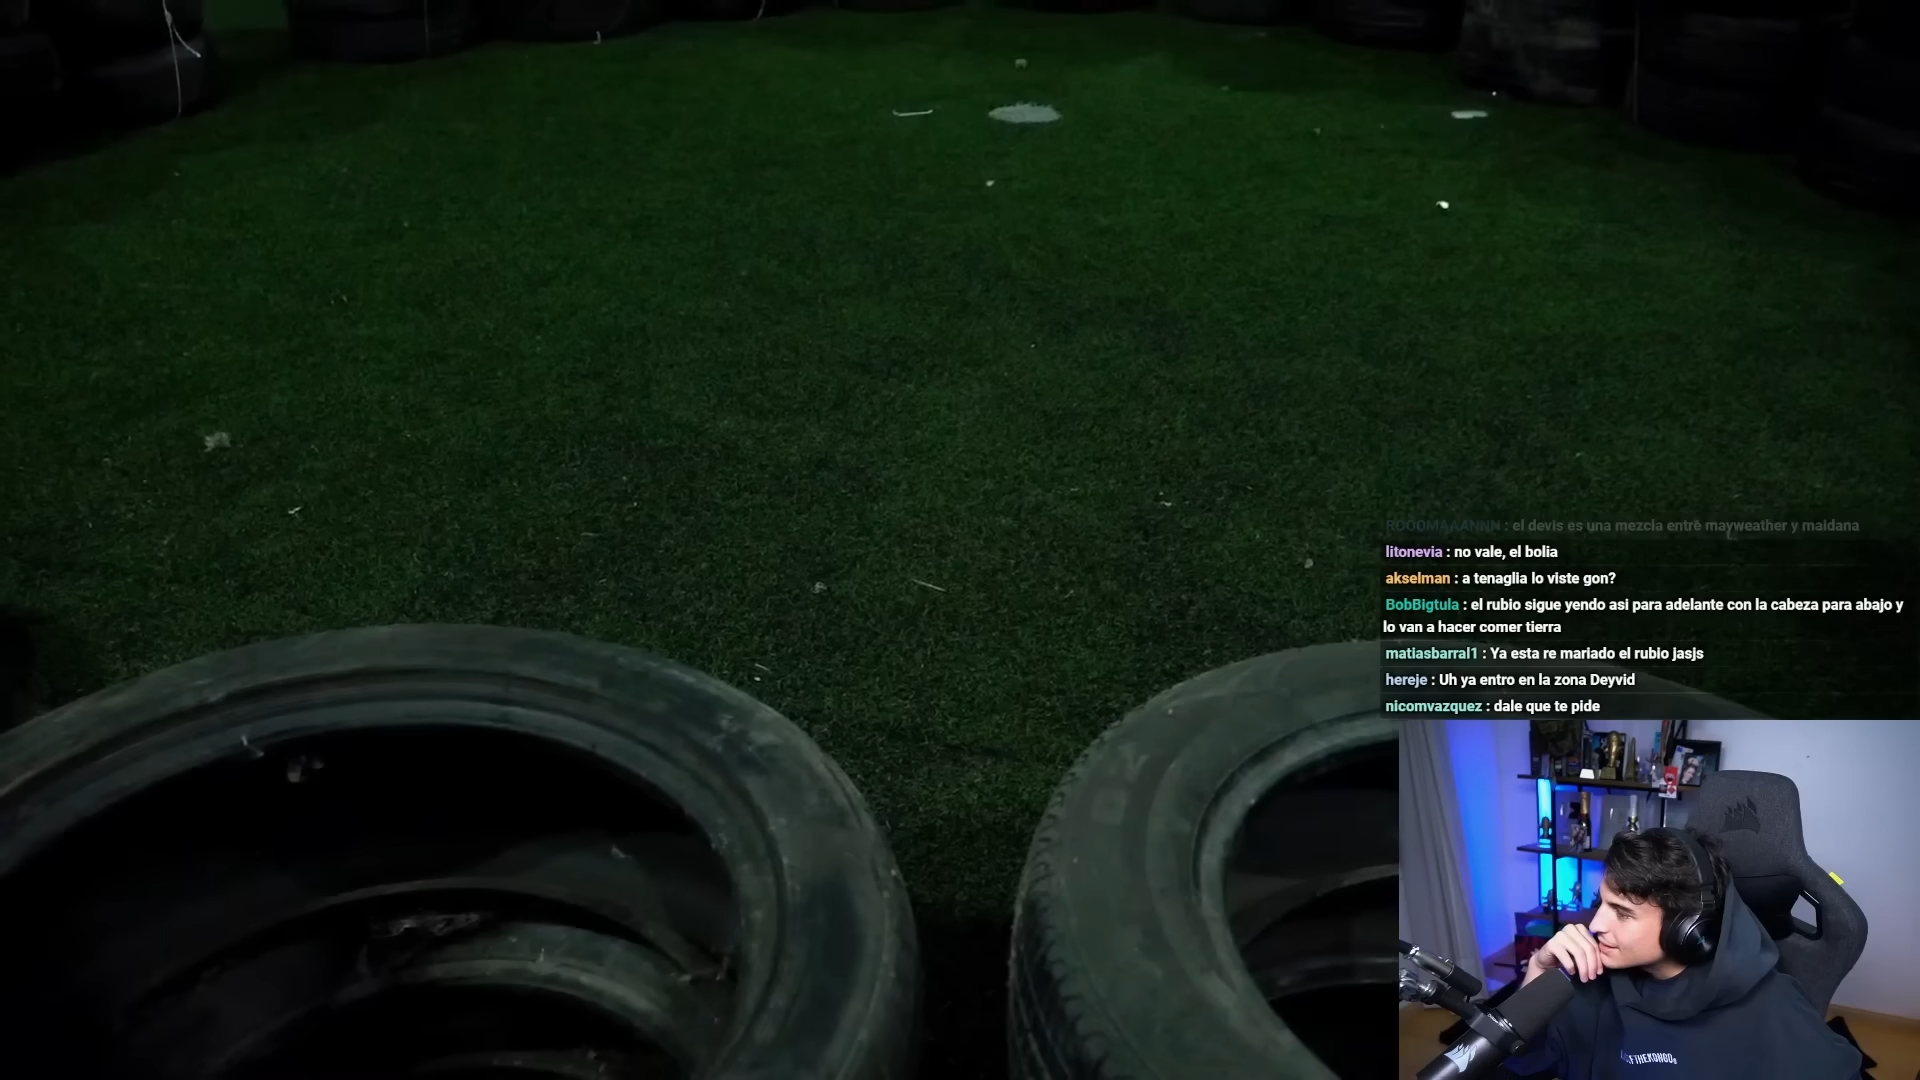 ROOOMAAANNN : el devis es una mezcla entre mayweather y maidana
litonevia : no vale, el bolia
akselman : a tenaglia lo viste gon?
BobBigtula : el rubio sigue yendo asi para adelante con la cabeza para abajo y
lo van a hacer comer tierra
matiasbarral1 : Ya esta re mariado el rubio jasjs
hereje : Uh ya entro en la zona Deyvid
nicomvazquez : dale que te pide